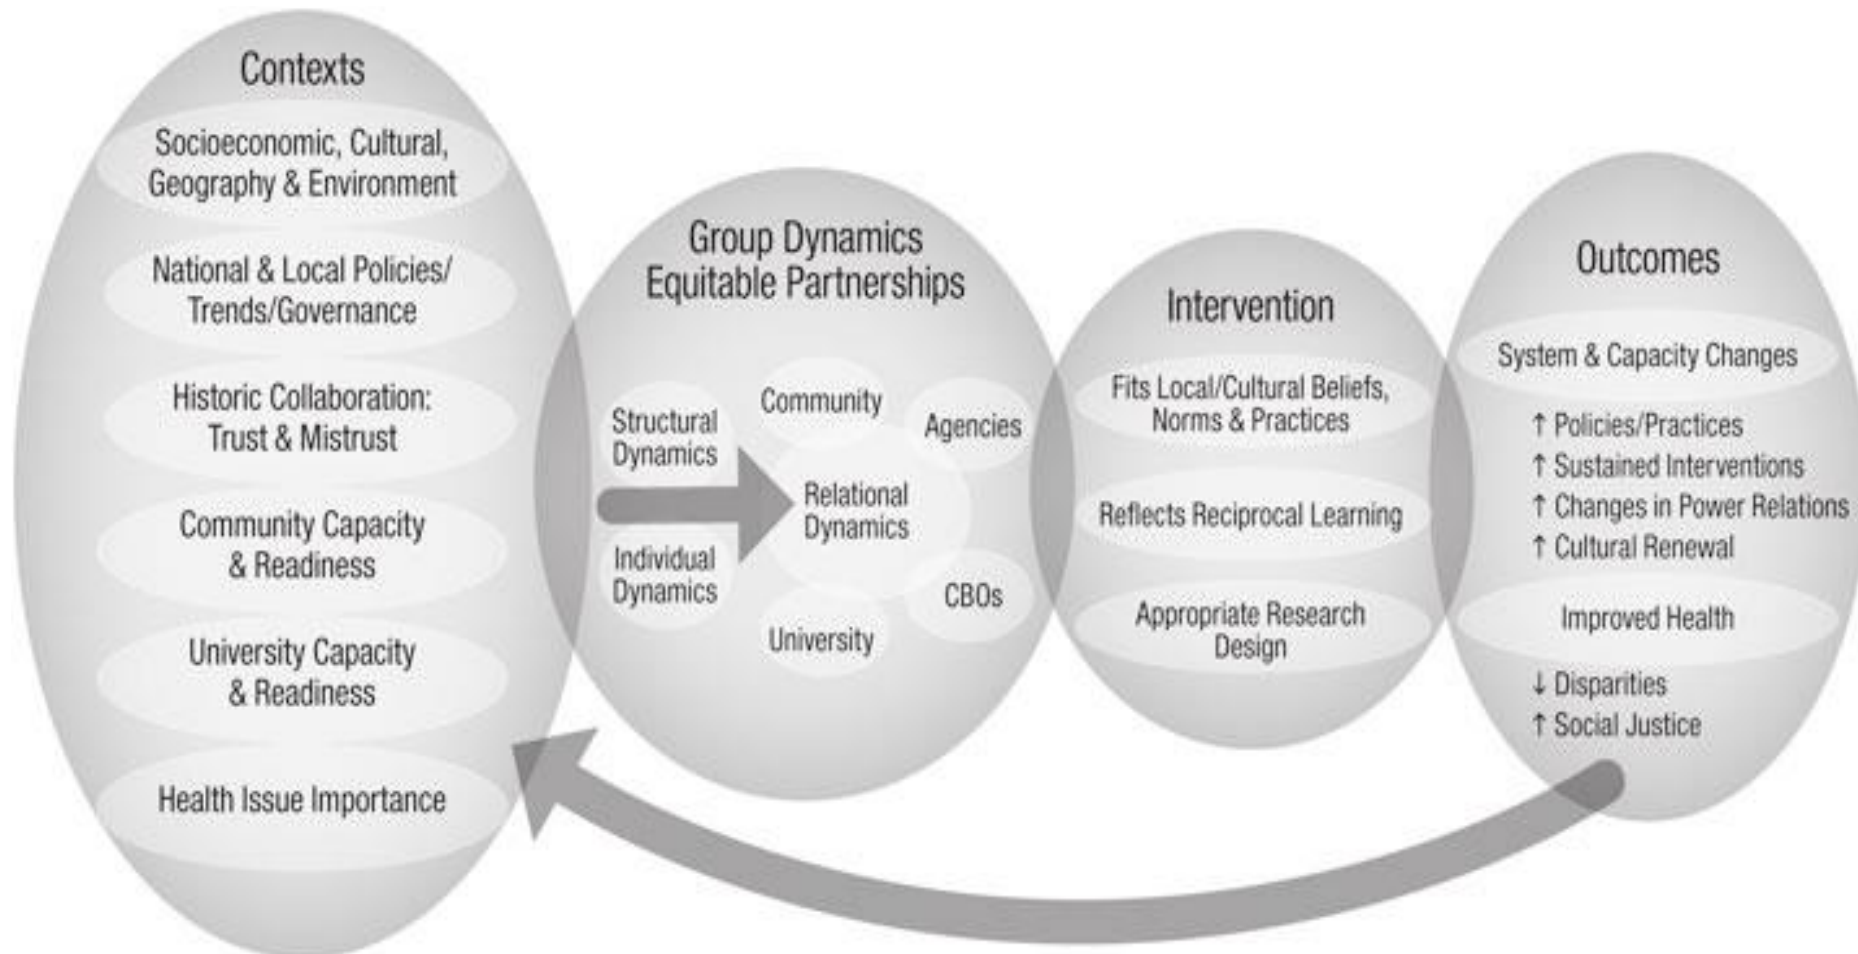 Contexts
Socioeconomic, Cultural,
Geography & Environment
National & Local Policies/
Trends/Governance
Historic Collaboration:
Trust & Mistrust
Community Capacity
& Readiness
University Capacity
& Readiness
Health Issue Importance
Group Dynamics
Equitable Partnerships
Structural
Dynamics
Individual
Dynamics
Community
Agencies
Relational
Dynamics
CBOs
University
Intervention
Fits Local/Cultural Beliefs,
Norms & Practices
Reflects Reciprocal Learning
Appropriate Research
Design
Outcomes
System & Capacity Changes
↑ Policies/Practices
↑ Sustained Interventions
↑ Changes in Power Relations
↑ Cultural Renewal
Improved Health
↓ Disparities
↑ Social Justice